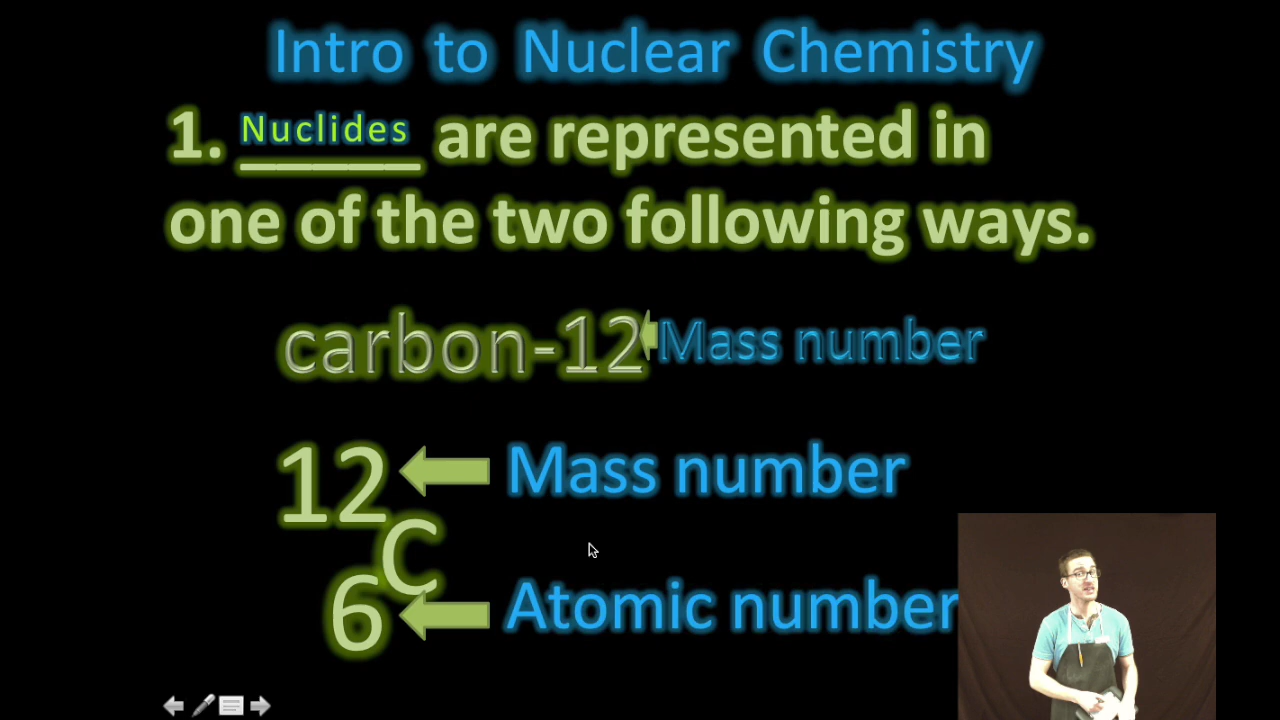 Intro to Nuclear Chemistry
1. Nuclides are represented in
one of the two following ways.
carbon-12 Mass number
12 Mass number
C
6 Atomic number